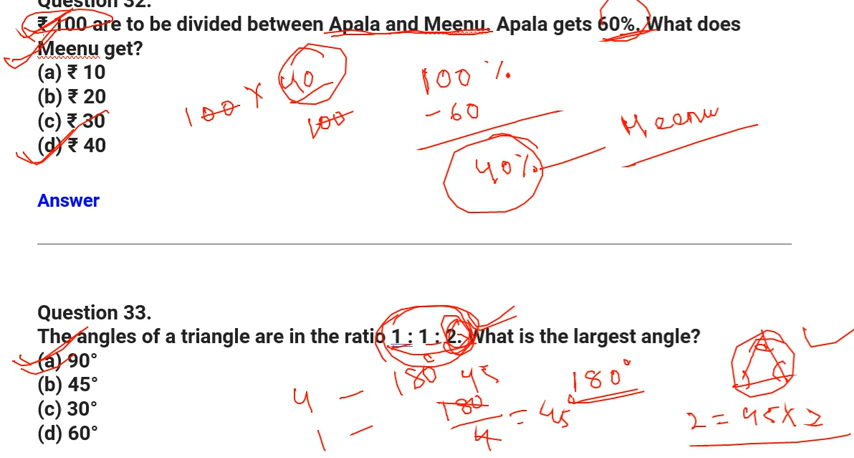 Question 32.
₹ 100 are to be divided between Apala and Meenu. Apala gets 60%. What does
Meenu get?
(a) ₹ 10
(b) ₹ 20
(c) ₹ 30
(d) ₹ 40
100 x 40
100
100 %
- 60
40%
Meenu
Answer
Question 33.
The angles of a triangle are in the ratio 1 : 1 : 2. What is the largest angle?
(a) 90°
(b) 45°
(c) 30°
(d) 60°
4 — 180
1 — 180
4
45
= 45°
180°
2 = 45 x 2